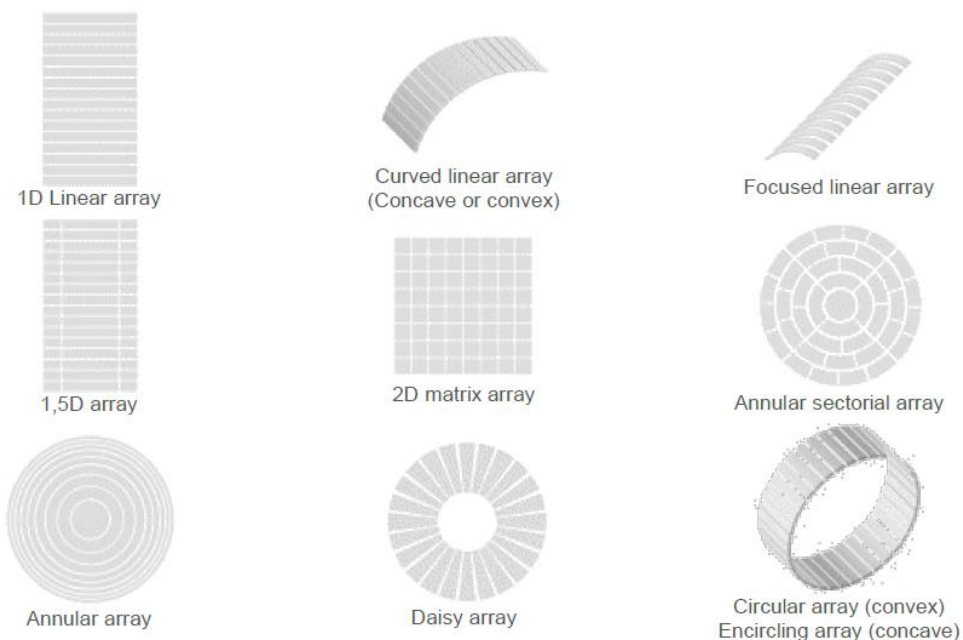 1D Linear array
Curved linear array
(Concave or convex)
Focused linear array
1,5D array
2D matrix array
Annular sectorial array
Annular array
Daisy array
Circular array (convex)
Encircling array (concave)